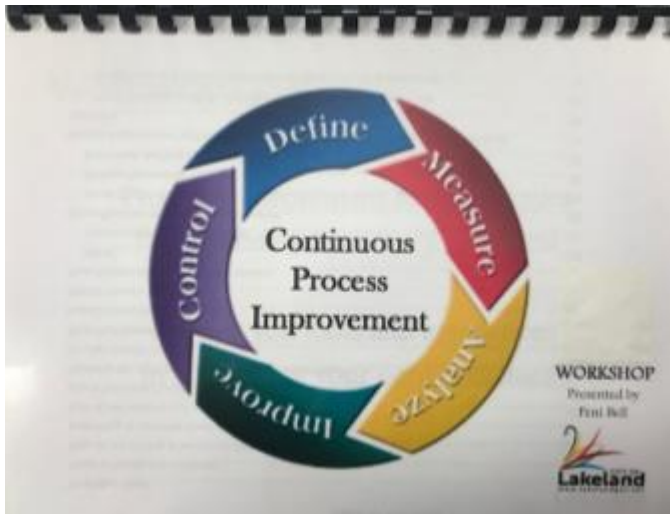 Define
Measure
Analyze
Improve
Control
Continuous
Process
Improvement
WORKSHOP
Presented by
Lakeland